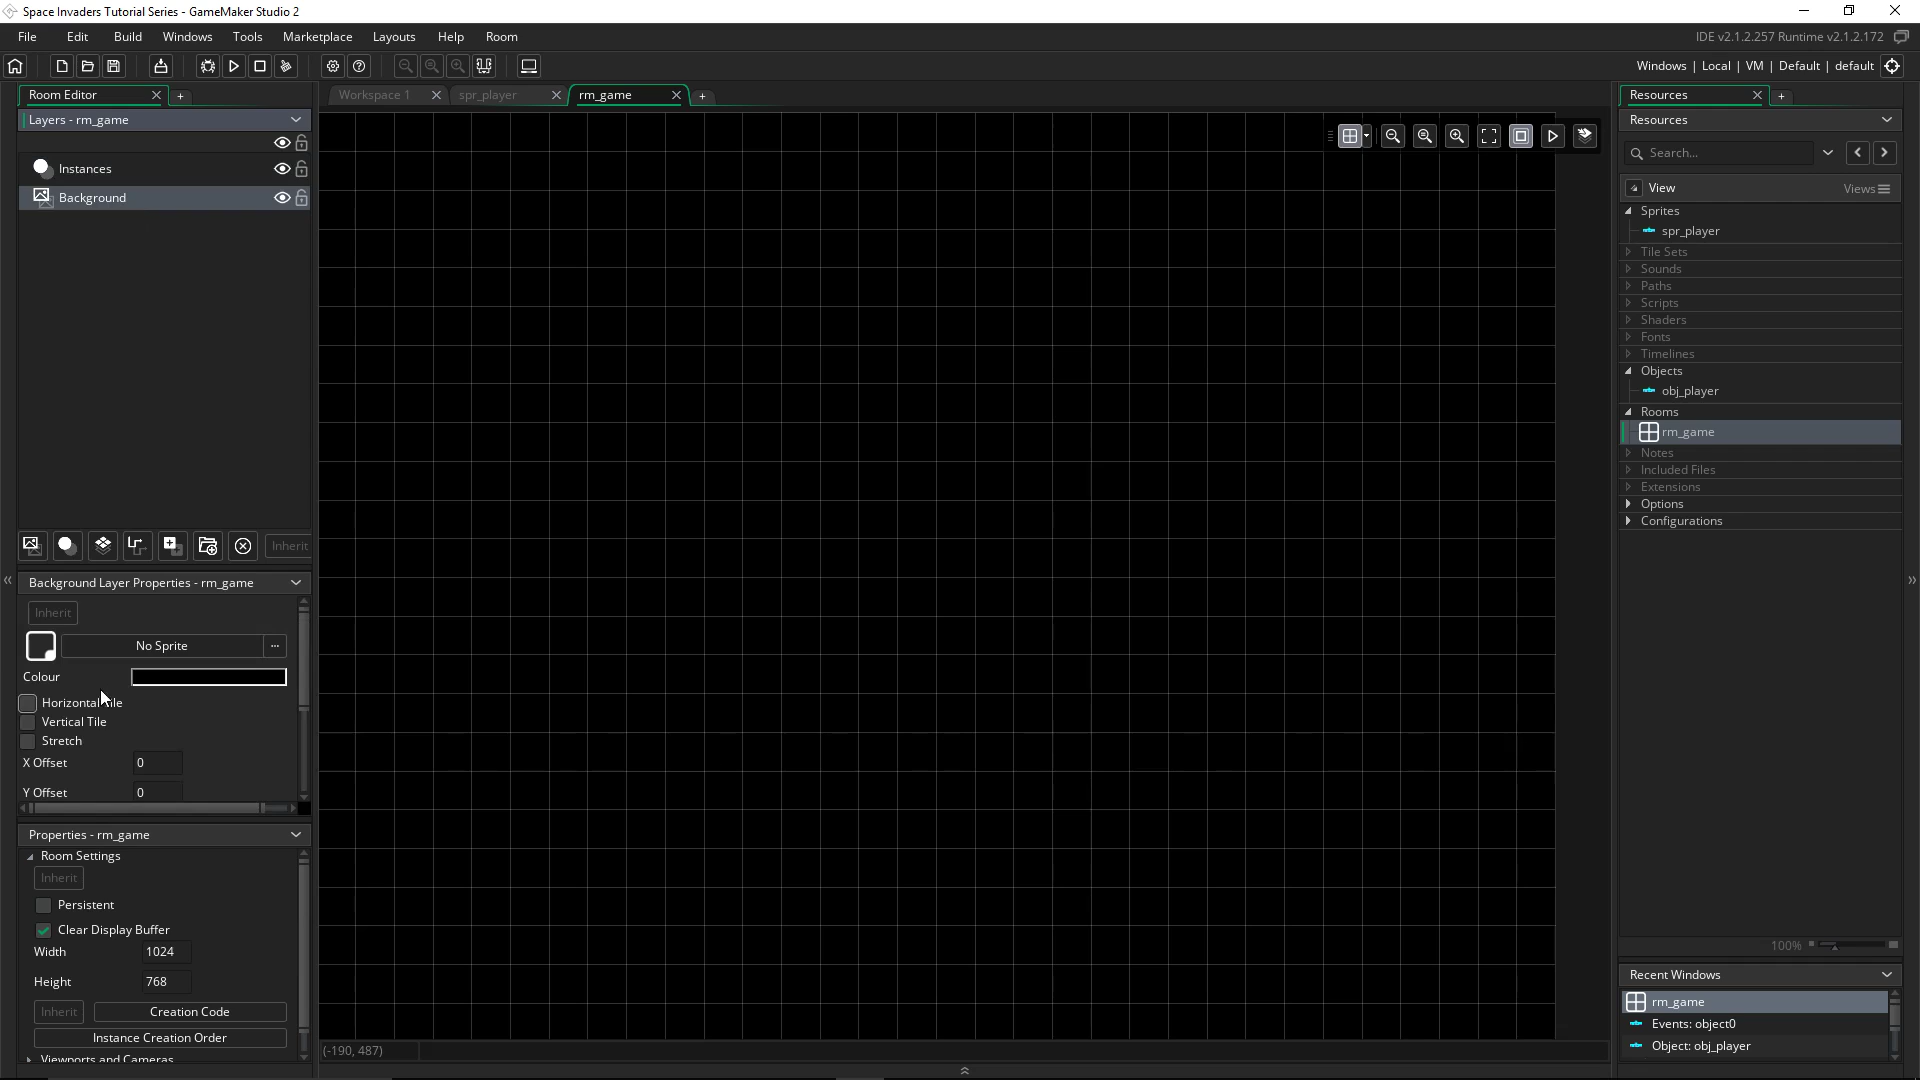 Space Invaders Tutorial Series - GameMaker Studio 2
File Edit Build Windows Tools Marketplace Layouts Help Room
IDE v2.1.2.257 Runtime v2.1.2.172
Windows | Local | VM | Default | default
Room Editor
Workspace 1
spr_player
rm_game
Resources
Layers - rm_game
Resources
Search...
Instances
Background
View
Views
Sprites
spr_player
Tile Sets
Sounds
Paths
Scripts
Shaders
Fonts
Timelines
Objects
obj_player
Rooms
rm_game
Notes
Included Files
Extensions
Options
Configurations
Inherit
Background Layer Properties - rm_game
Inherit
No Sprite
...
Colour
Horizontal
Vertical Tile
Stretch
X Offset 0
Y Offset 0
Properties - rm_game
Room Settings
Inherit
Persistent
Clear Display Buffer
Width 1024
Height 768
Inherit
Creation Code
Instance Creation Order
Viewports and Cameras
(-190, 487)
100%
Recent Windows
rm_game
Events: object0
Object: obj_player